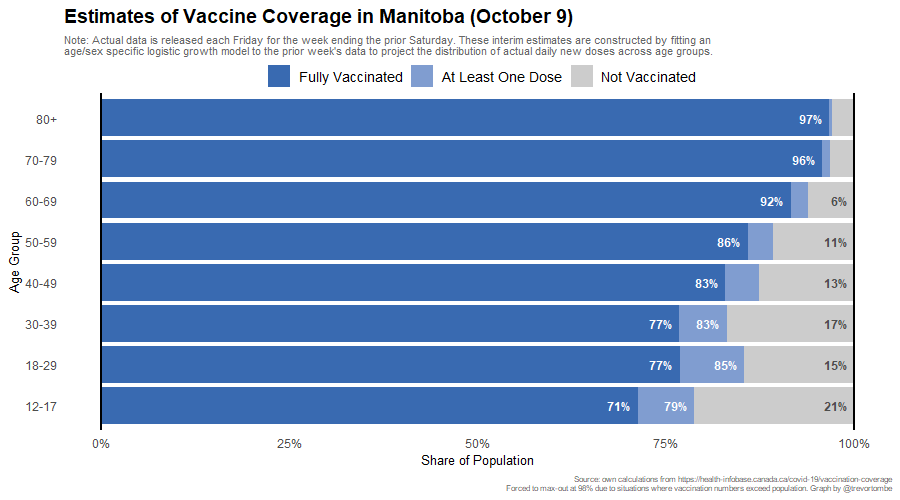 Estimates of Vaccine Coverage in Manitoba (October 9)
Note: Actual data is released each Friday for the week ending the prior Saturday. These interim estimates are constructed by fitting an
age/sex specific logistic growth model to the prior week's data to project the distribution of actual daily new doses across age groups.
Fully Vaccinated At Least One Dose Not Vaccinated
80+ 97%
70-79 96%
60-69 92% 6%
50-59 86% 11%
40-49 83% 13%
30-39 77% 83% 17%
18-29 77% 85% 15%
12-17 71% 79% 21%
Age Group
0% 25% 50% 75% 100%
Share of Population
Source: own calculations from https://health-infobase.canada.ca/covid-19/vaccination-coverage
Forced to max-out at 98% due to situations where vaccination numbers exceed population. Graph by @trevortombe